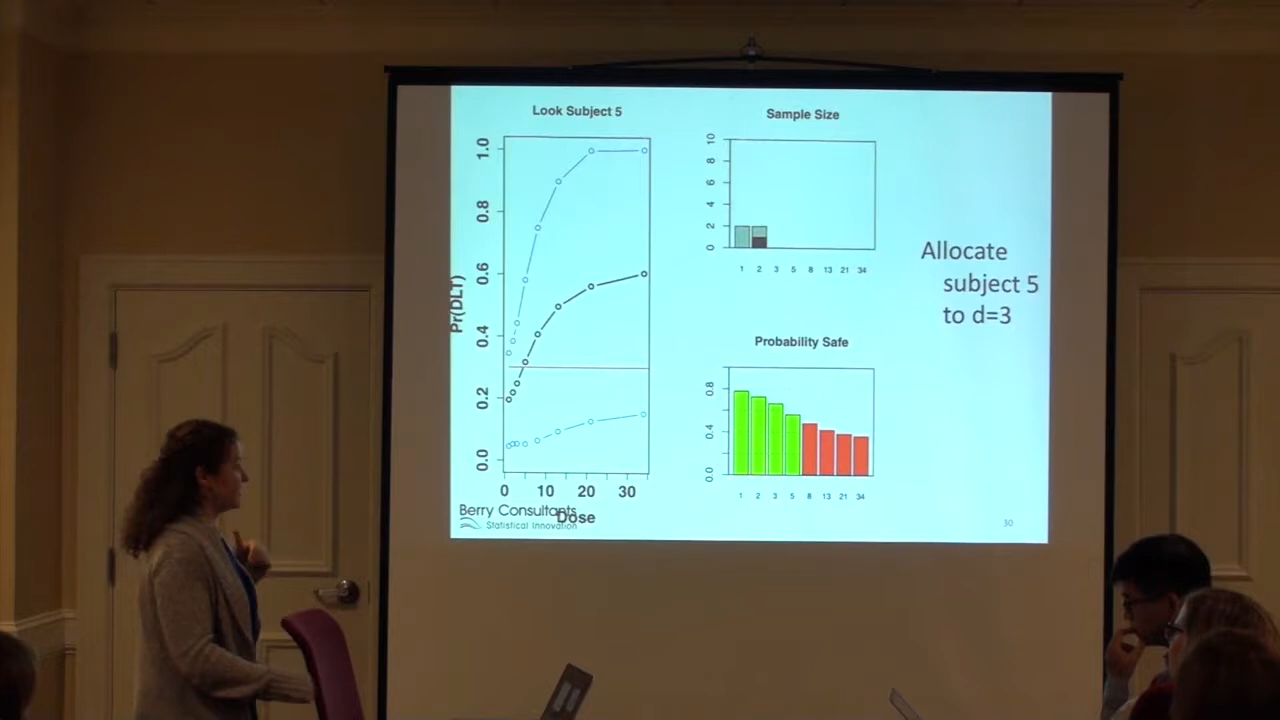 Look Subject 5
Pr(DLT)
1.0
0.8
0.6
0.4
0.2
0.0
0 10 20 30
Dose
Sample Size
10
8
6
4
2
0
1 2 3 5 8 13 21 34
Probability Safe
0.8
0.4
0.0
1 2 3 5 8 13 21 34
Allocate
subject 5
to d=3
Berry Consultants
Statistical Innovation
30